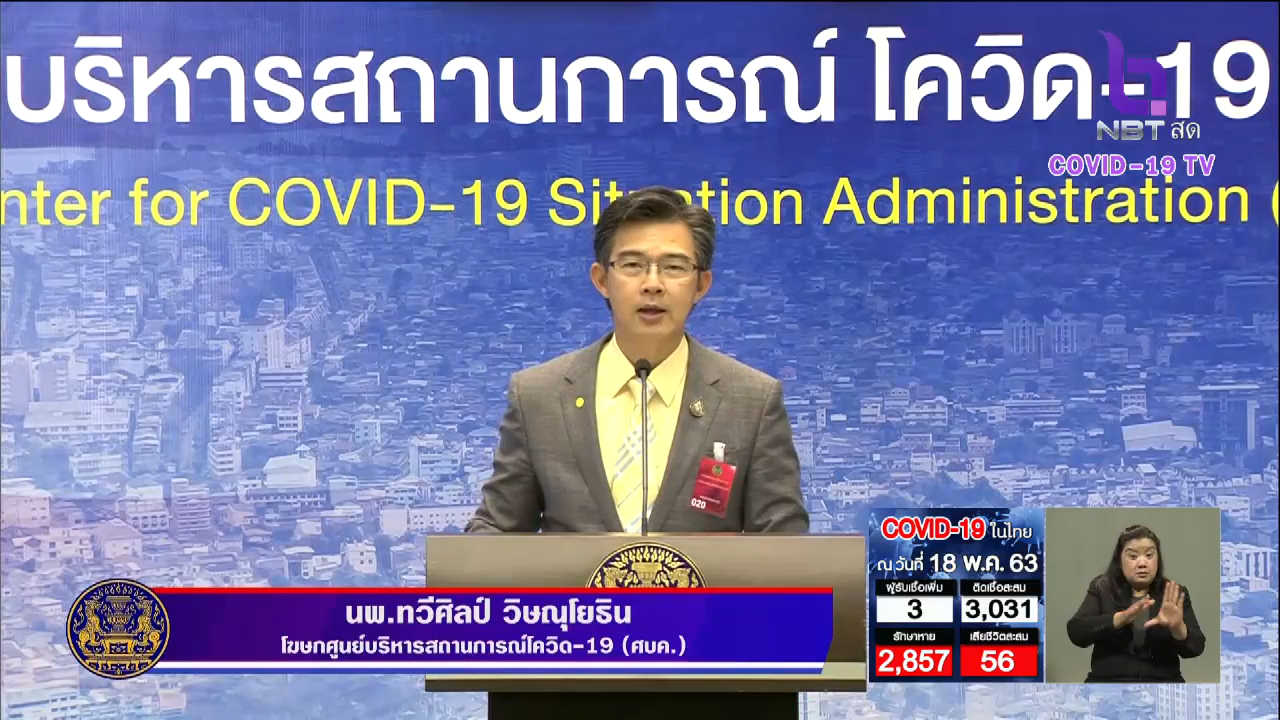 บริหารสถานการณ์ โควิด-19
nter for COVID-19 Situation Administration (
NBT สด
COVID-19 TV
020
COVID-19 ในไทย
ณ วันที่ 18 พ.ค. 63
ผู้รับเชื้อเพิ่ม
3
ติดเชื้อสะสม
3,031
รักษาหาย
2,857
เสียชีวิตสะสม
56
นพ.ทวีศิลป์ วิษณุโยธิน
โฆษกศูนย์บริหารสถานการณ์โควิด-19 (ศบค.)